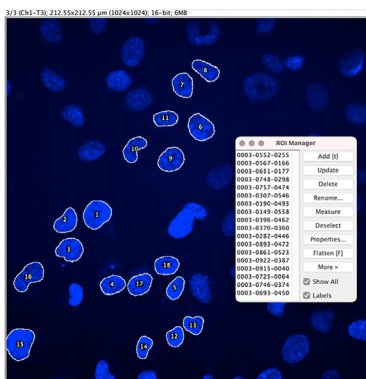 3/3 (Ch1-T3); 212.55x212.55 µm (1024x1024); 16-bit; 6MB
8
7
11
6
10
9
ROI Manager
0003-0552-0255
0003-0567-0166
0003-0651-0177
0003-0748-0298
0003-0757-0474
0003-0307-0546
0003-0190-0493
0003-0149-0558
0003-0396-0462
0003-0370-0360
0003-0282-0446
0003-0893-0472
0003-0861-0523
0003-0922-0387
0003-0915-0040
0003-0725-0064
0003-0746-0374
0003-0693-0450
Add [t]
Update
Delete
Rename...
Measure
Deselect
Properties...
Flatten [F]
More »
Show All
Labels
1
2
3
18
16
4
17
5
13
12
15
14